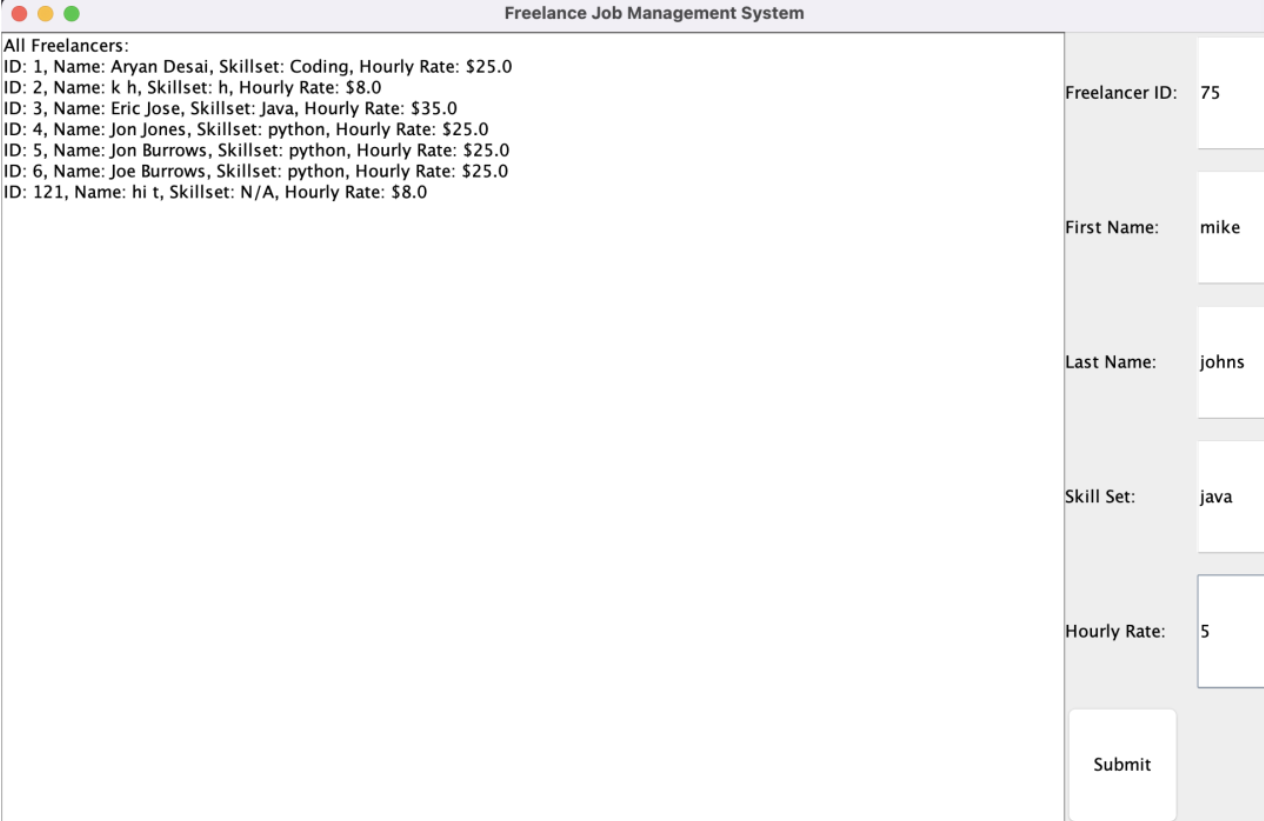 Freelance Job Management System
All Freelancers:
ID: 1, Name: Aryan Desai, Skillset: Coding, Hourly Rate: $25.0
ID: 2, Name: k h, Skillset: h, Hourly Rate: $8.0
ID: 3, Name: Eric Jose, Skillset: Java, Hourly Rate: $35.0
ID: 4, Name: Jon Jones, Skillset: python, Hourly Rate: $25.0
ID: 5, Name: Jon Burrows, Skillset: python, Hourly Rate: $25.0
ID: 6, Name: Joe Burrows, Skillset: python, Hourly Rate: $25.0
ID: 121, Name: hi t, Skillset: N/A, Hourly Rate: $8.0
Freelancer ID: 75
First Name: mike
Last Name: johns
Skill Set: java
Hourly Rate: 5
Submit